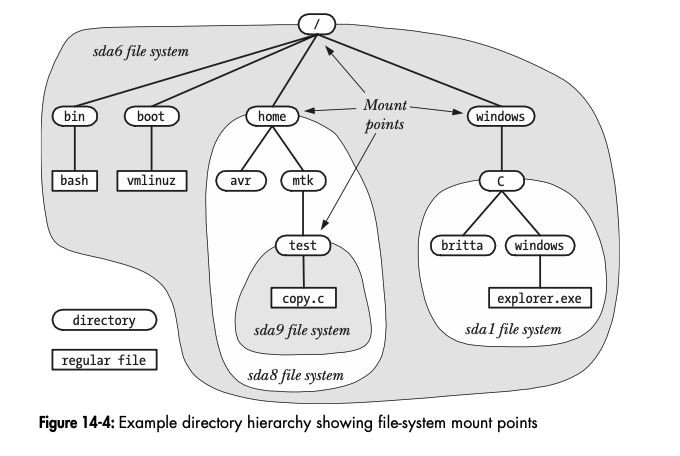 /
sda6 file system
bin
boot
home
Mount
points
windows
bash
vmlinuz
avr
mtk
C
test
britta
windows
copy.c
explorer.exe
directory
sda9 file system
sda1 file system
regular file
sda8 file system
Figure 14-4: Example directory hierarchy showing file-system mount points